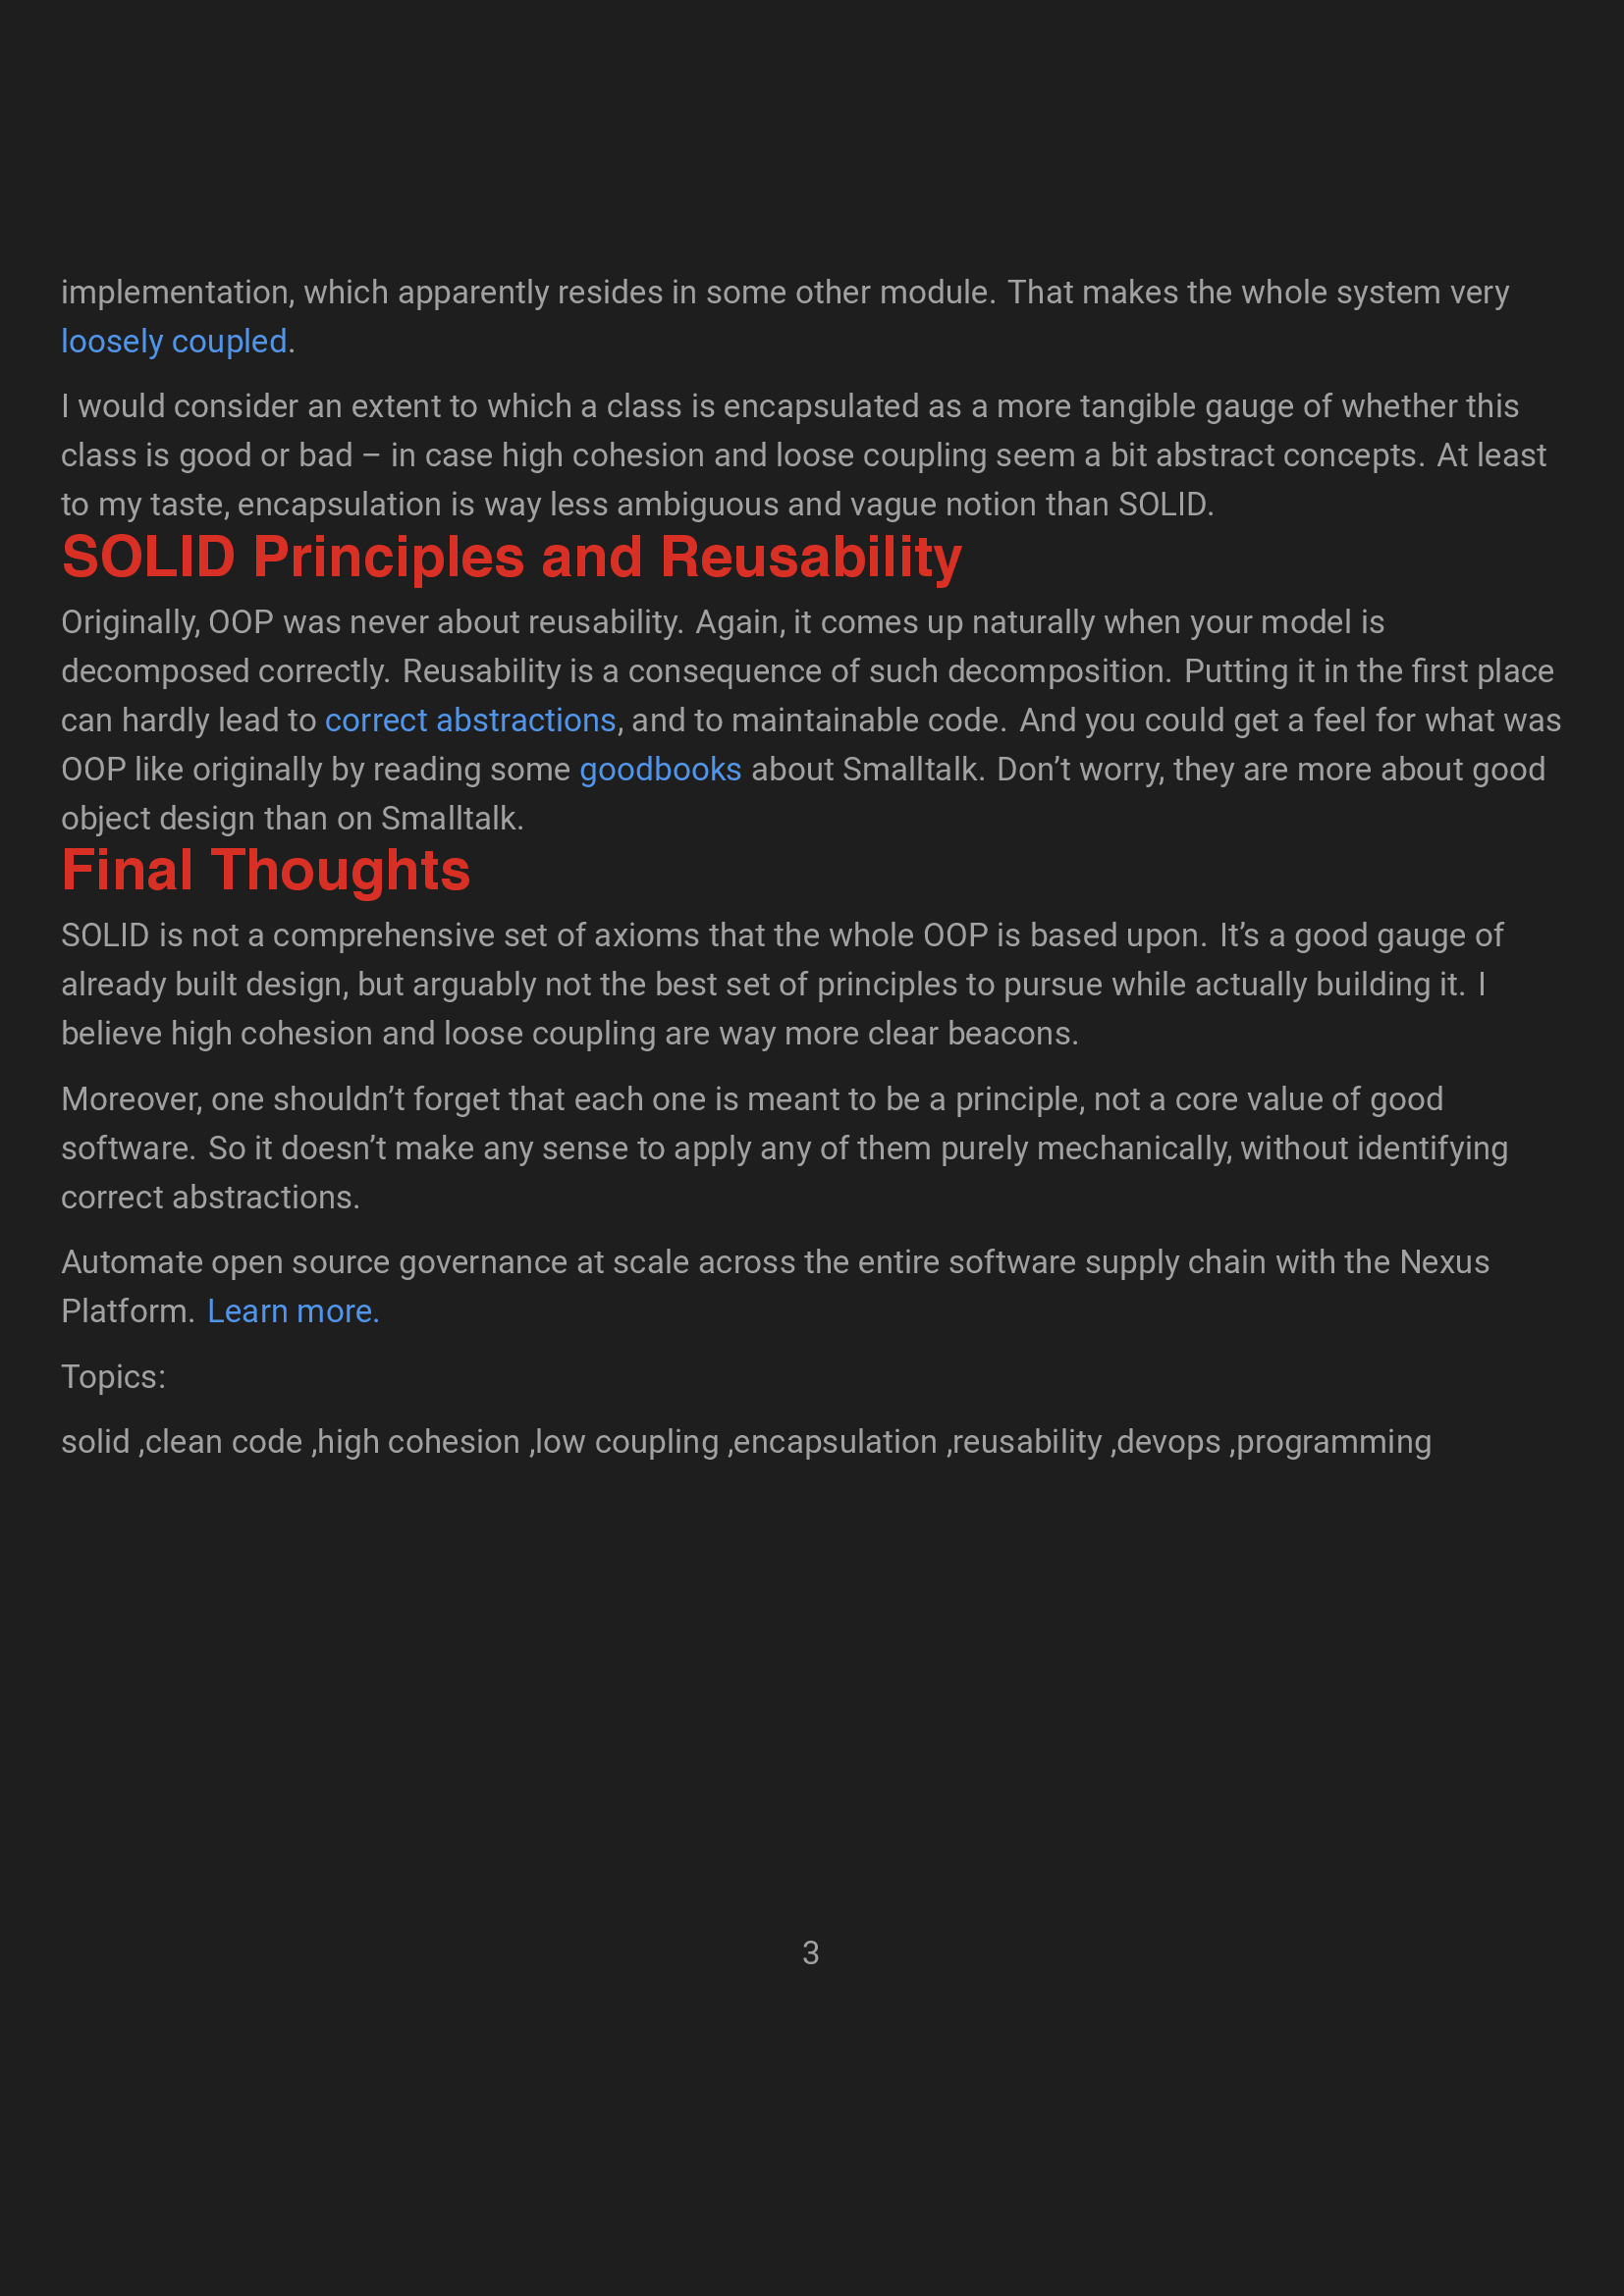 implementation, which apparently resides in some other module. That makes the whole system very
loosely coupled.
I would consider an extent to which a class is encapsulated as a more tangible gauge of whether this
class is good or bad – in case high cohesion and loose coupling seem a bit abstract concepts. At least
to my taste, encapsulation is way less ambiguous and vague notion than SOLID.
SOLID Principles and Reusability
Originally, OOP was never about reusability. Again, it comes up naturally when your model is
decomposed correctly. Reusability is a consequence of such decomposition. Putting it in the first place
can hardly lead to correct abstractions, and to maintainable code. And you could get a feel for what was
OOP like originally by reading some goodbooks about Smalltalk. Don’t worry, they are more about good
object design than on Smalltalk.
Final Thoughts
SOLID is not a comprehensive set of axioms that the whole OOP is based upon. It’s a good gauge of
already built design, but arguably not the best set of principles to pursue while actually building it. I
believe high cohesion and loose coupling are way more clear beacons.
Moreover, one shouldn’t forget that each one is meant to be a principle, not a core value of good
software. So it doesn’t make any sense to apply any of them purely mechanically, without identifying
correct abstractions.
Automate open source governance at scale across the entire software supply chain with the Nexus
Platform. Learn more.
Topics:
solid ,clean code ,high cohesion ,low coupling ,encapsulation ,reusability ,devops ,programming
3